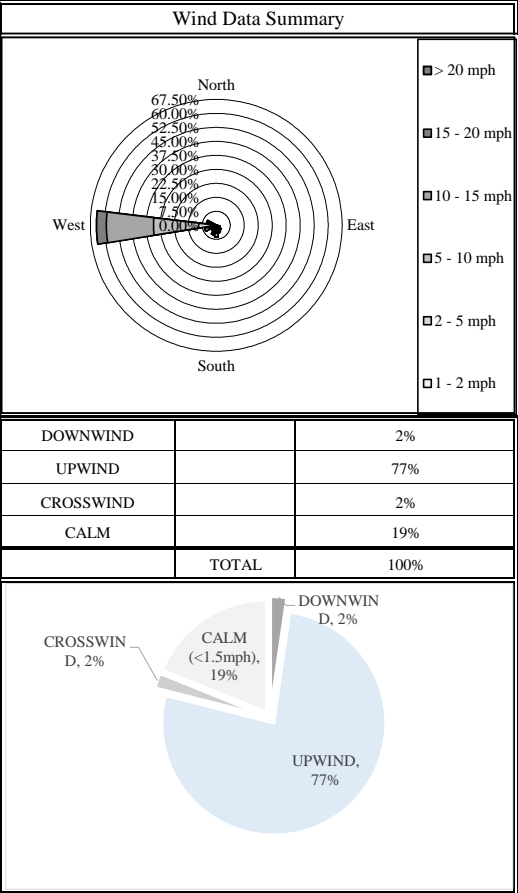 Wind Data Summary
North
67.50%
60.00%
52.50%
45.00%
37.50%
30.00%
22.50%
15.00%
7.50%
0.00%
West
East
South
> 20 mph
15 - 20 mph
10 - 15 mph
5 - 10 mph
2 - 5 mph
1 - 2 mph
DOWNWIND 2%
UPWIND 77%
CROSSWIND 2%
CALM 19%
TOTAL 100%
DOWNWIN
D, 2%
CROSSWIN
D, 2%
CALM
(<1.5mph),
19%
UPWIND,
77%